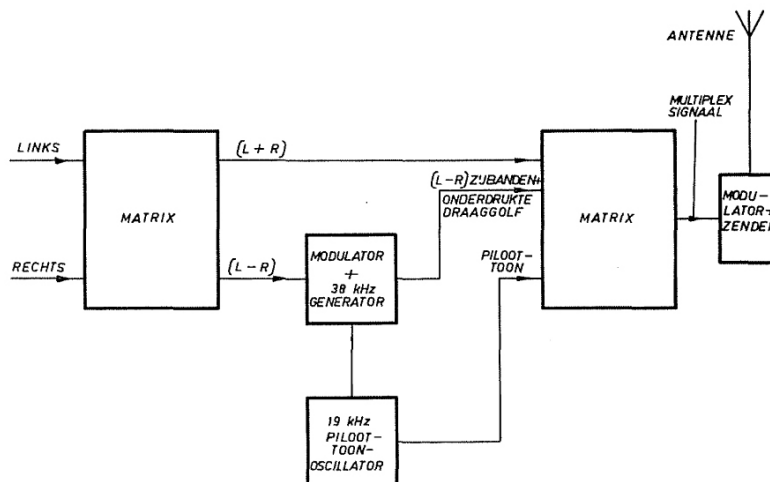 ANTENNE
MULTIPLEX
SIGNAAL
LINKS
(L+R)
(L-R) ZIJBANDEN+
ONDERDRUKTE
DRAAGGOLF
MATRIX
MATRIX
MODU-
LATOR+
ZENDER
RECHTS
(L-R)
MODULATOR
+
38 kHz
GENERATOR
PILOOT-
TOON
19 kHz
PILOOT-
TOON-
OSCILLATOR